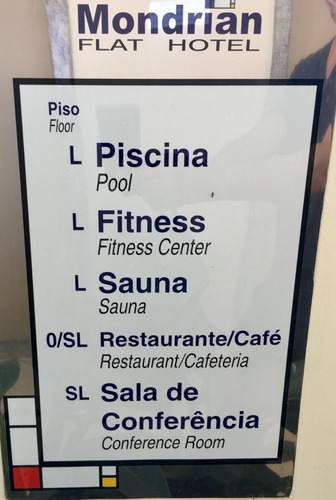 Mondrian
FLAT HOTEL
Piso
Floor
L Piscina
Pool
L Fitness
Fitness Center
L Sauna
Sauna
0/SL Restaurante/Café
Restaurant/Cafeteria
SL Sala de
Conferência
Conference Room